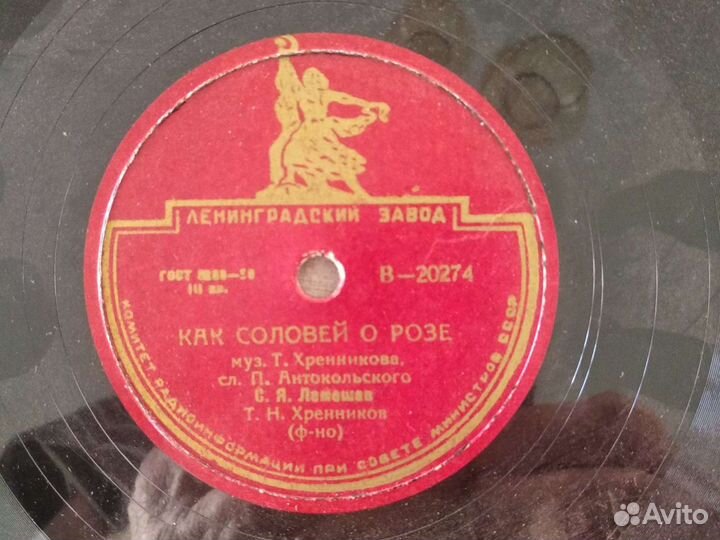 ЛЕНИНГРАДСКИЙ ЗАВОД
В—20274
КАК СОЛОВЕЙ О РОЗЕ
муз. Т. Хренникова,
сл. П. Антокольского
С. Я. Лемешев
Т. Н. Хренников
(ф-но)
КОМИТЕТ РАДИОИНФОРМАЦИИ ПРИ СОВЕТЕ МИНИСТРОВ СССР
ГОСТ
Avito